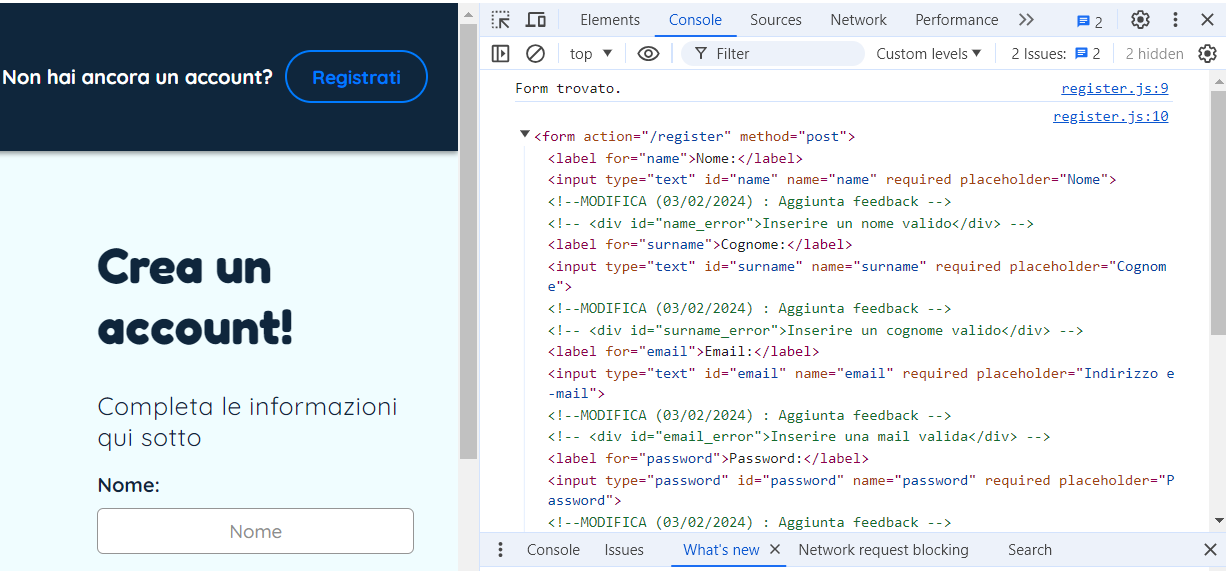 Non hai ancora un account?
Registrati
Crea un
account!
Completa le informazioni
qui sotto
Nome:
Nome
Elements
Console
Sources
Network
Performance
2
top
Filter
Custom levels
2 Issues:
2
2 hidden
Form trovato.
register.js:9
register.js:10
<form action="/register" method="post">
<label for="name">Nome:</label>
<input type="text" id="name" name="name" required placeholder="Nome">
<!--MODIFICA (03/02/2024) : Aggiunta feedback -->
<!-- <div id="name_error">Inserire un nome valido</div> -->
<label for="surname">Cognome:</label>
<input type="text" id="surname" name="surname" required placeholder="Cognom
e">
<!--MODIFICA (03/02/2024) : Aggiunta feedback -->
<!-- <div id="surname_error">Inserire un cognome valido</div> -->
<label for="email">Email:</label>
<input type="text" id="email" name="email" required placeholder="Indirizzo e
-mail">
<!--MODIFICA (03/02/2024) : Aggiunta feedback -->
<!-- <div id="email_error">Inserire una mail valida</div> -->
<label for="password">Password:</label>
<input type="password" id="password" name="password" required placeholder="P
assword">
<!--MODIFICA (03/02/2024) : Aggiunta feedback -->
Console
Issues
What's new
Network request blocking
Search